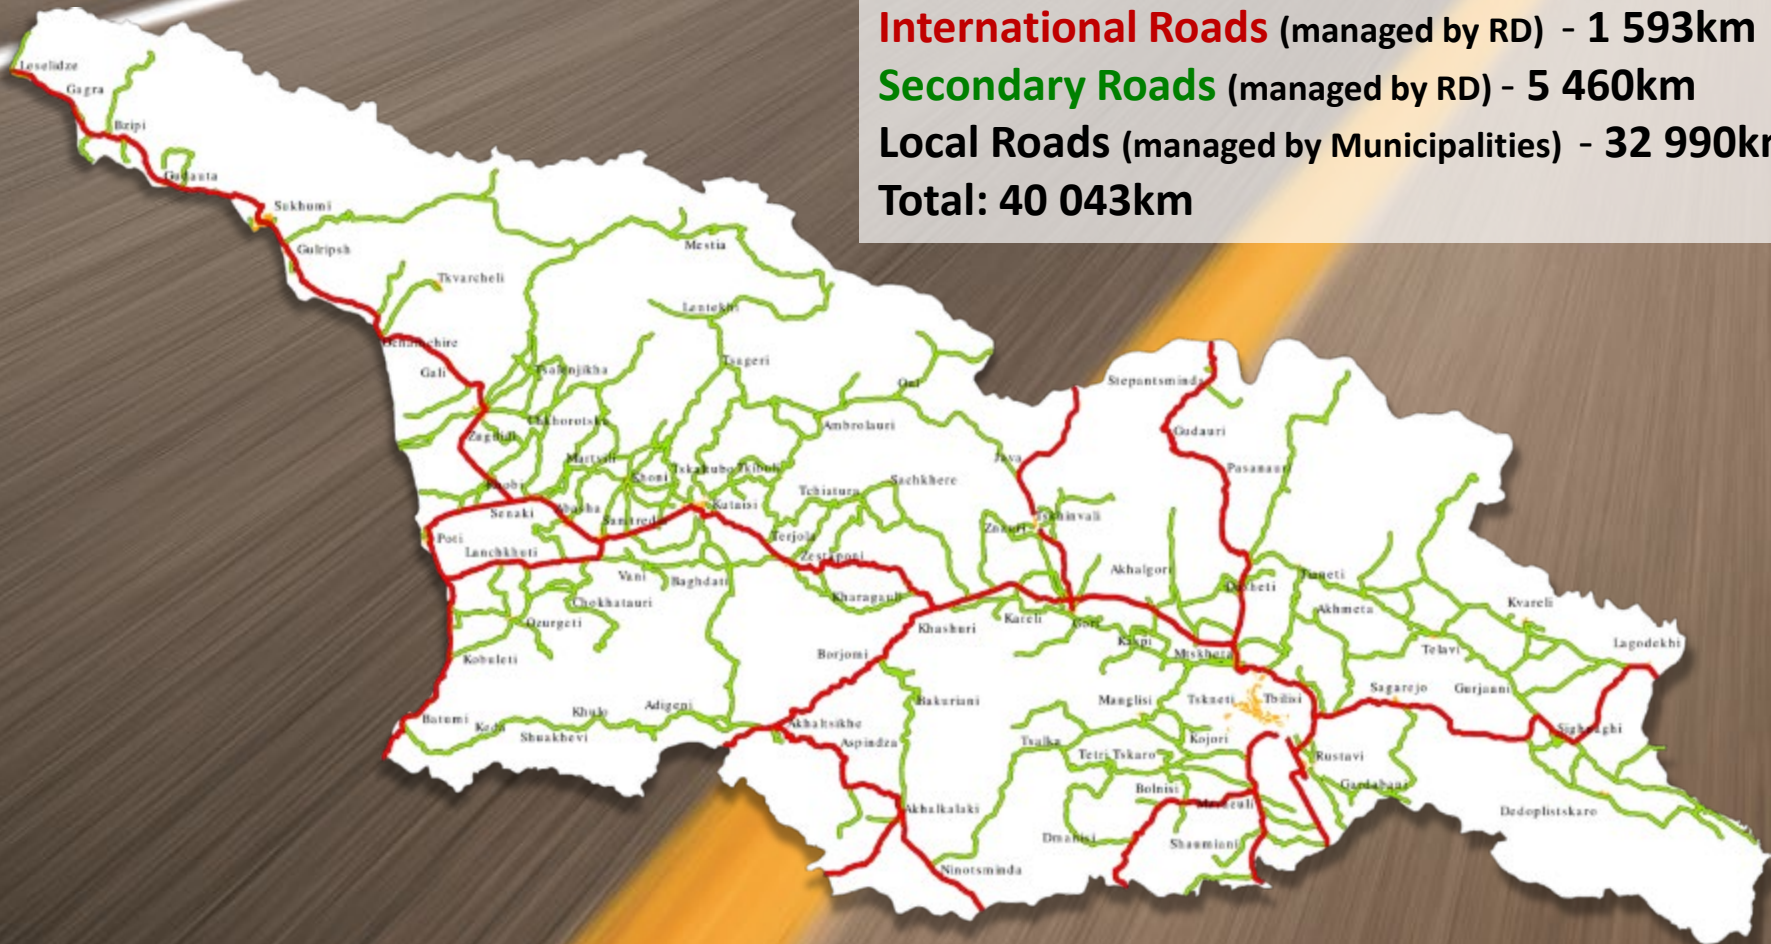 International Roads (managed by RD) - 1 593km
Secondary Roads (managed by RD) - 5 460km
Local Roads (managed by Municipalities) - 32 990km
Total: 40 043km
Leselidze
Gagra
Bzipi
Gudauta
Sukhumi
Gulripsh
Tkvarcheli
Mestia
Lentekhi
Ochamchire
Gali
Tsalenjikha
Tsageri
Oni
Stepantsminda
Chkhorotsku
Zugdidi
Ambrolauri
Gudauri
Martvili
Khoni
Tskaltubo
Tkibuli
Java
Pasanauri
Khobi
Senaki
Abasha
Samtredia
Kutaisi
Tchiatura
Sachkhere
Znauri
Tskhinvali
Poti
Lanchkhuti
Terjola
Zestaponi
Vani
Baghdati
Kharagauli
Akhalgori
Dusheti
Tianeti
Chokhatauri
Ozurgeti
Khashuri
Kareli
Gori
Kaspi
Akhmeta
Kvareli
Kobuleti
Borjomi
Mtskheta
Telavi
Lagodekhi
Batumi
Keda
Shuakhevi
Khulo
Adigeni
Akhaltsikhe
Bakuriani
Manglisi
Tskneti
Tbilisi
Sagarejo
Gurjaani
Sighnaghi
Aspindza
Tsalka
Tetri Tskaro
Kojori
Rustavi
Gardabani
Akhalkalaki
Bolnisi
Marneuli
Dedoplistskaro
Dmanisi
Shaumiani
Ninotsminda